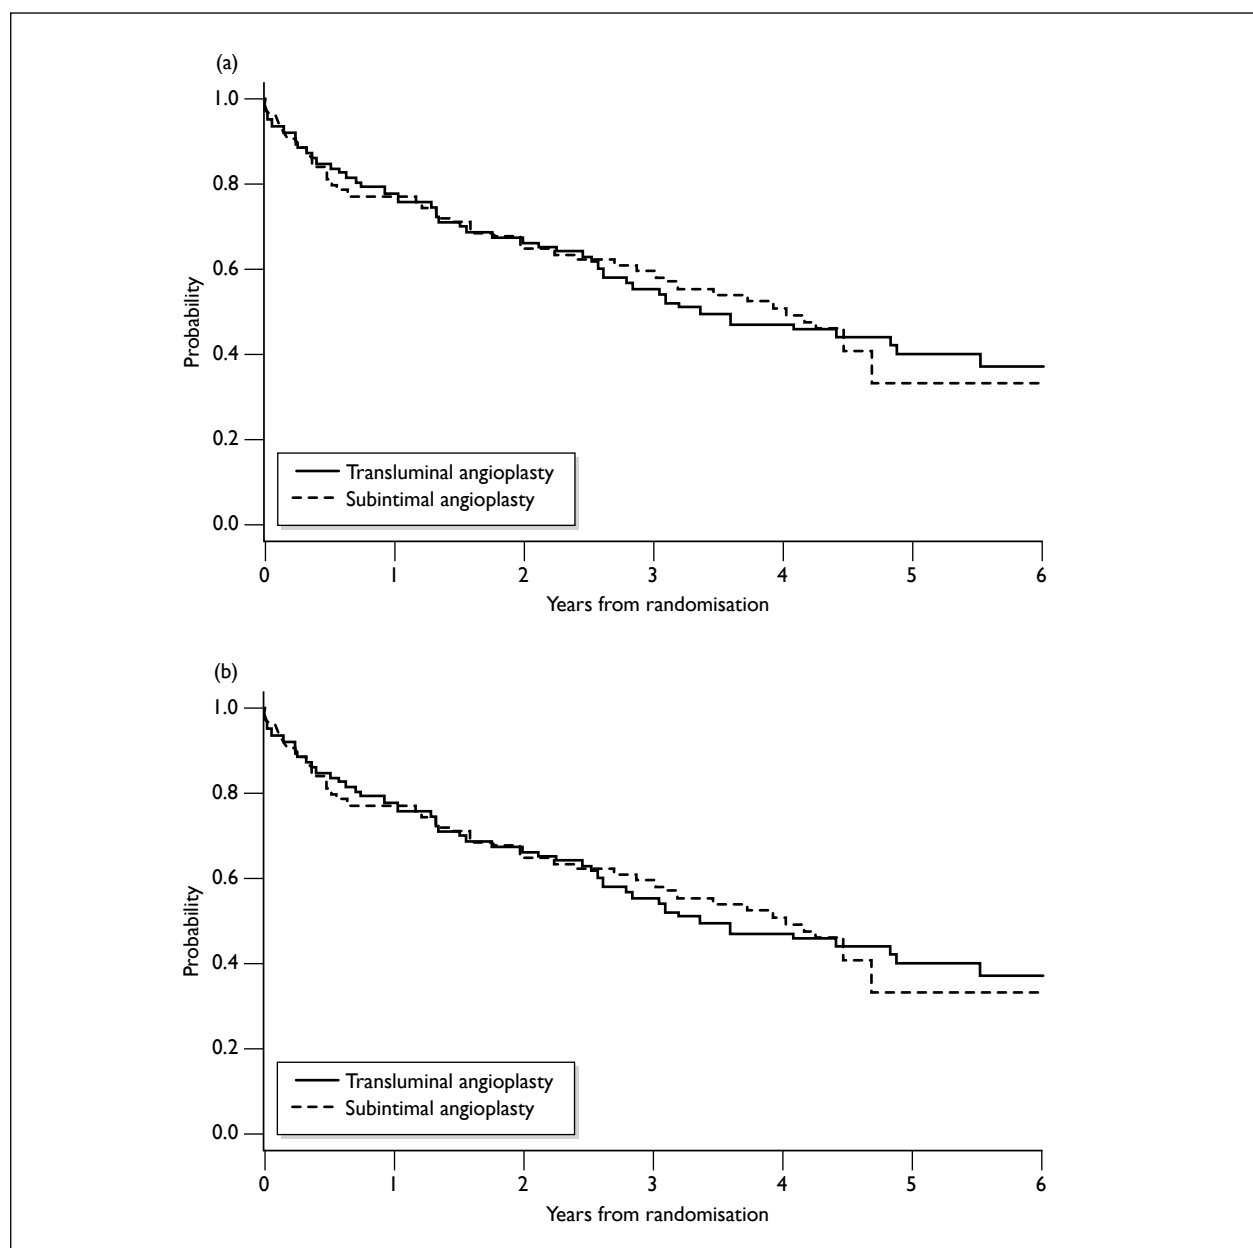 (a)
1.0
0.8
0.6
0.4
0.2
0.0
Probability
Transluminal angioplasty
Subintimal angioplasty
0 1 2 3 4 5 6
Years from randomisation
(b)
1.0
0.8
0.6
0.4
0.2
0.0
Probability
Transluminal angioplasty
Subintimal angioplasty
0 1 2 3 4 5 6
Years from randomisation